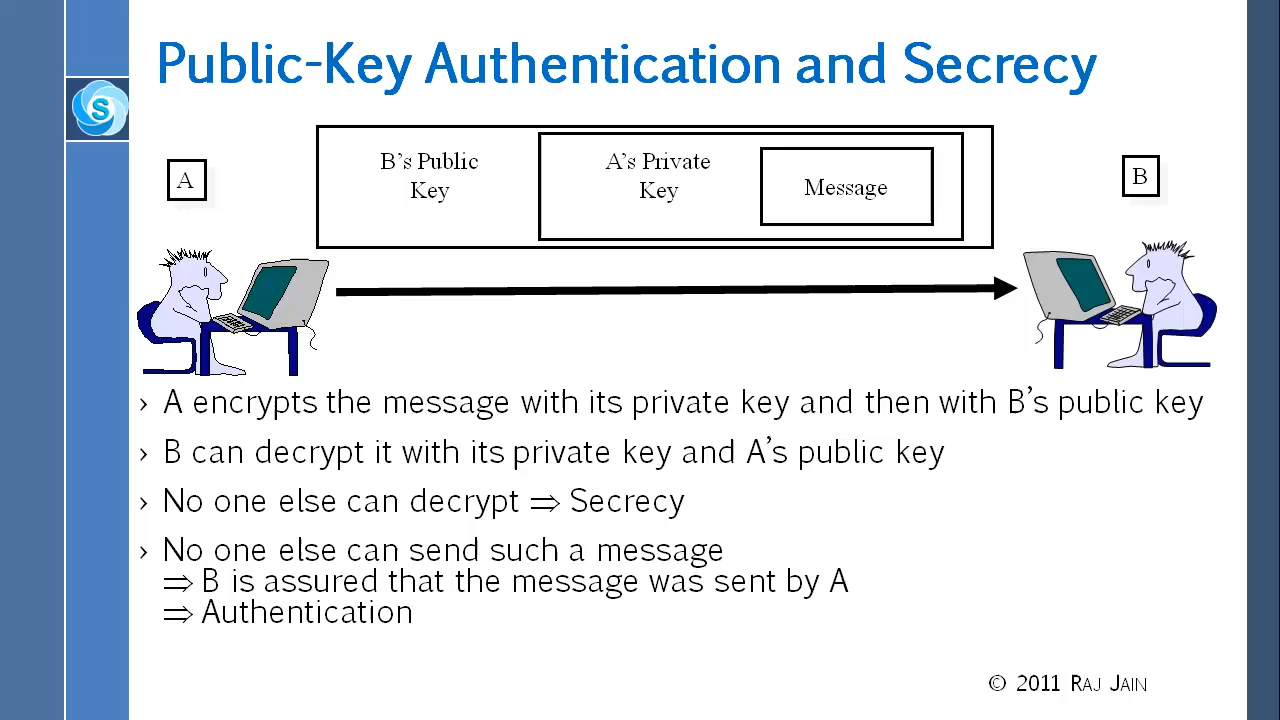 Public-Key Authentication and Secrecy
S
A
B's Public
Key
A's Private
Key
Message
B
› A encrypts the message with its private key and then with B's public key
› B can decrypt it with its private key and A's public key
› No one else can decrypt ⇒ Secrecy
› No one else can send such a message
⇒ B is assured that the message was sent by A
⇒ Authentication
© 2011 RAJ JAIN